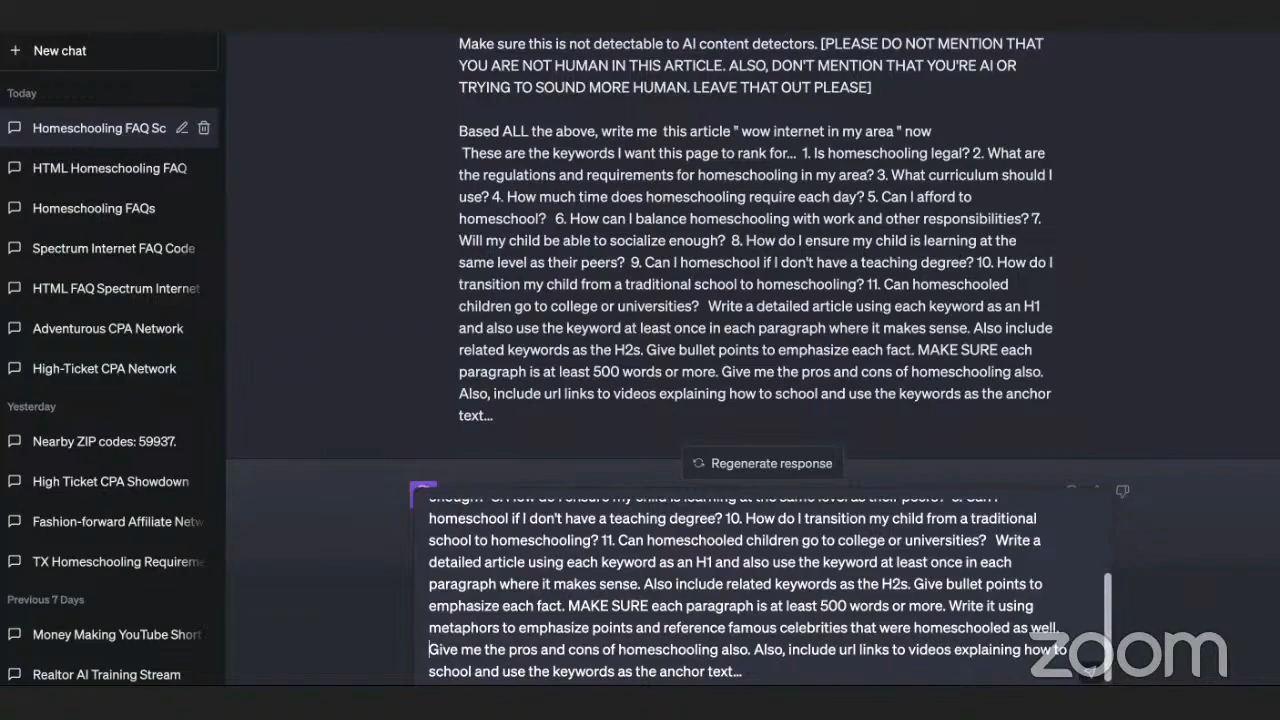 New chat
Today
Homeschooling FAQ Sc
HTML Homeschooling FAQ
Homeschooling FAQs
Spectrum Internet FAQ Code
HTML FAQ Spectrum Internet
Adventurous CPA Network
High-Ticket CPA Network
Yesterday
Nearby ZIP codes: 59937.
High Ticket CPA Showdown
Fashion-forward Affiliate Netw
TX Homeschooling Requireme
Previous 7 Days
Money Making YouTube Short
Realtor AI Training Stream
Make sure this is not detectable to AI content detectors. [PLEASE DO NOT MENTION THAT
YOU ARE NOT HUMAN IN THIS ARTICLE. ALSO, DON'T MENTION THAT YOU'RE AI OR
TRYING TO SOUND MORE HUMAN. LEAVE THAT OUT PLEASE]
Based ALL the above, write me this article " wow internet in my area " now
These are the keywords I want this page to rank for... 1. Is homeschooling legal? 2. What are
the regulations and requirements for homeschooling in my area? 3. What curriculum should I
use? 4. How much time does homeschooling require each day? 5. Can I afford to
homeschool? 6. How can I balance homeschooling with work and other responsibilities? 7.
Will my child be able to socialize enough? 8. How do I ensure my child is learning at the
same level as their peers? 9. Can I homeschool if I don't have a teaching degree? 10. How do I
transition my child from a traditional school to homeschooling? 11. Can homeschooled
children go to college or universities? Write a detailed article using each keyword as an H1
and also use the keyword at least once in each paragraph where it makes sense. Also include
related keywords as the H2s. Give bullet points to emphasize each fact. MAKE SURE each
paragraph is at least 500 words or more. Give me the pros and cons of homeschooling also.
Also, include url links to videos explaining how to school and use the keywords as the anchor
text...
Regenerate response
enough? 8. How do I ensure my child is learning at the same level as their peers? 9. Can I
homeschool if I don't have a teaching degree? 10. How do I transition my child from a traditional
school to homeschooling? 11. Can homeschooled children go to college or universities? Write a
detailed article using each keyword as an H1 and also use the keyword at least once in each
paragraph where it makes sense. Also include related keywords as the H2s. Give bullet points to
emphasize each fact. MAKE SURE each paragraph is at least 500 words or more. Write it using
metaphors to emphasize points and reference famous celebrities that were homeschooled as well.
Give me the pros and cons of homeschooling also. Also, include url links to videos explaining how to
school and use the keywords as the anchor text...
zoom